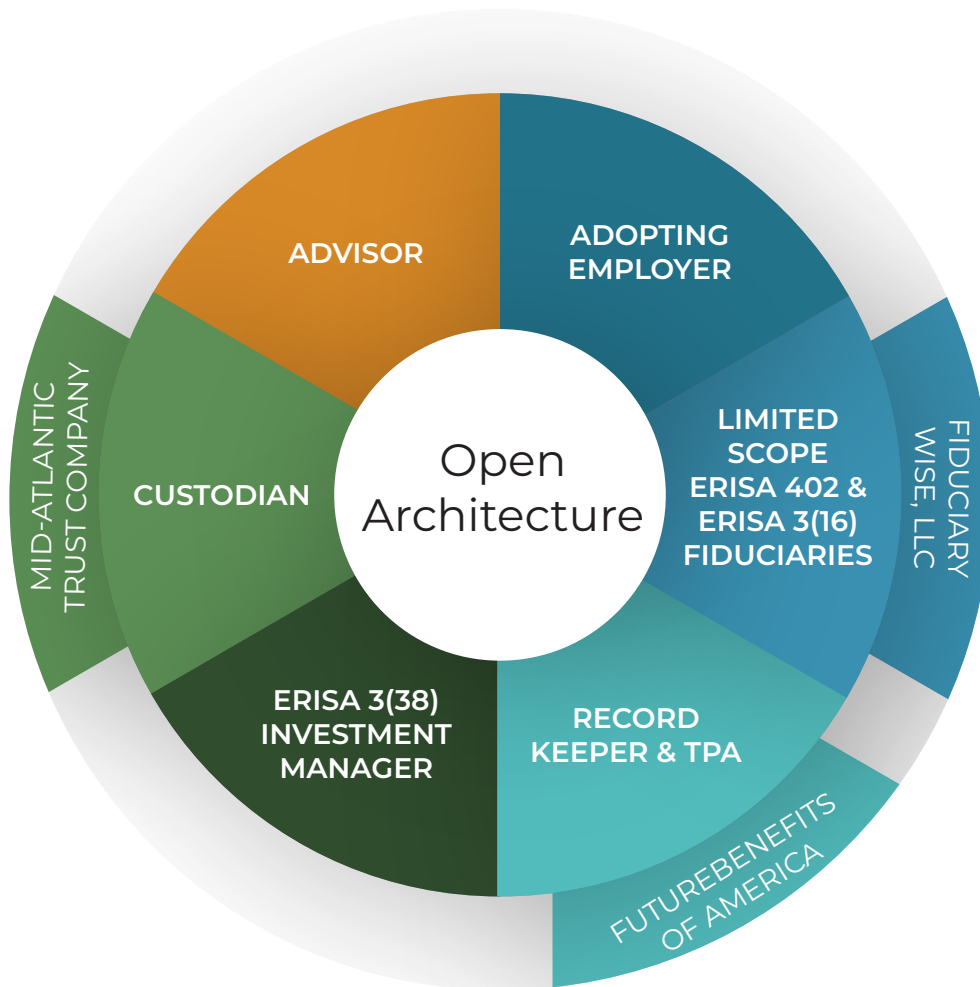 ADVISOR
ADOPTING
EMPLOYER
MID-ATLANTIC
TRUST COMPANY
CUSTODIAN
Open
Architecture
LIMITED
SCOPE
ERISA 402 &
ERISA 3(16)
FIDUCIARIES
FIDUCIARY
WISE, LLC
ERISA 3(38)
INVESTMENT
MANAGER
RECORD
KEEPER & TPA
FUTUREBENEFITS
OF AMERICA